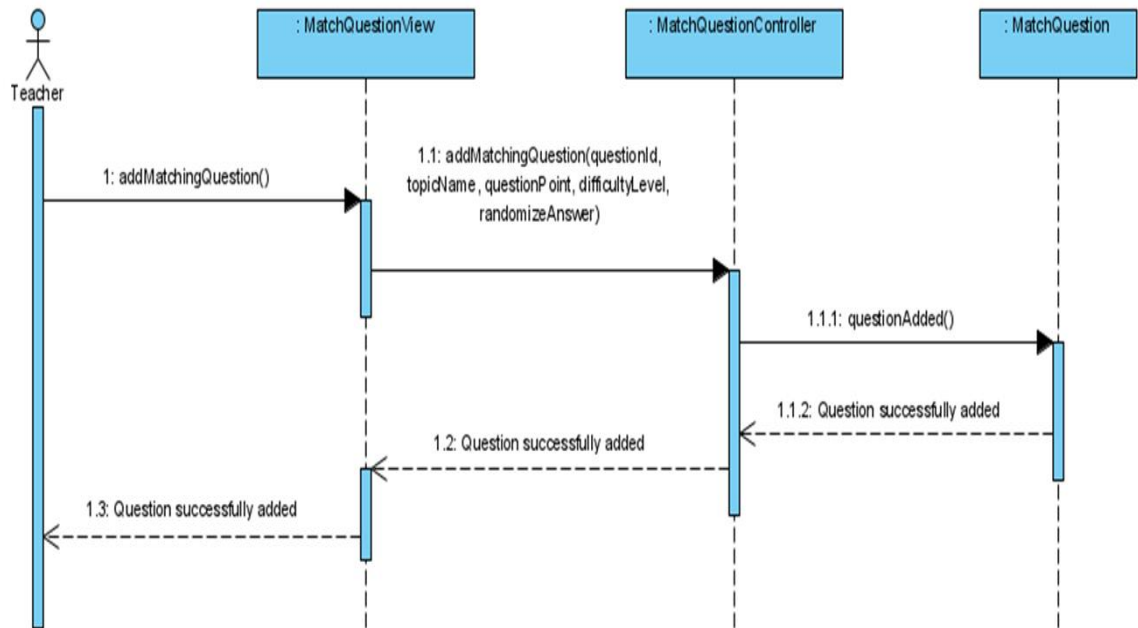 : MatchQuestionView
: MatchQuestionController
: MatchQuestion
Teacher
1: addMatchingQuestion()
1.1: addMatchingQuestion(questionId,
topicName, questionPoint, difficultyLevel,
randomizeAnswer)
1.1.1: questionAdded()
1.1.2: Question successfully added
1.2: Question successfully added
1.3: Question successfully added